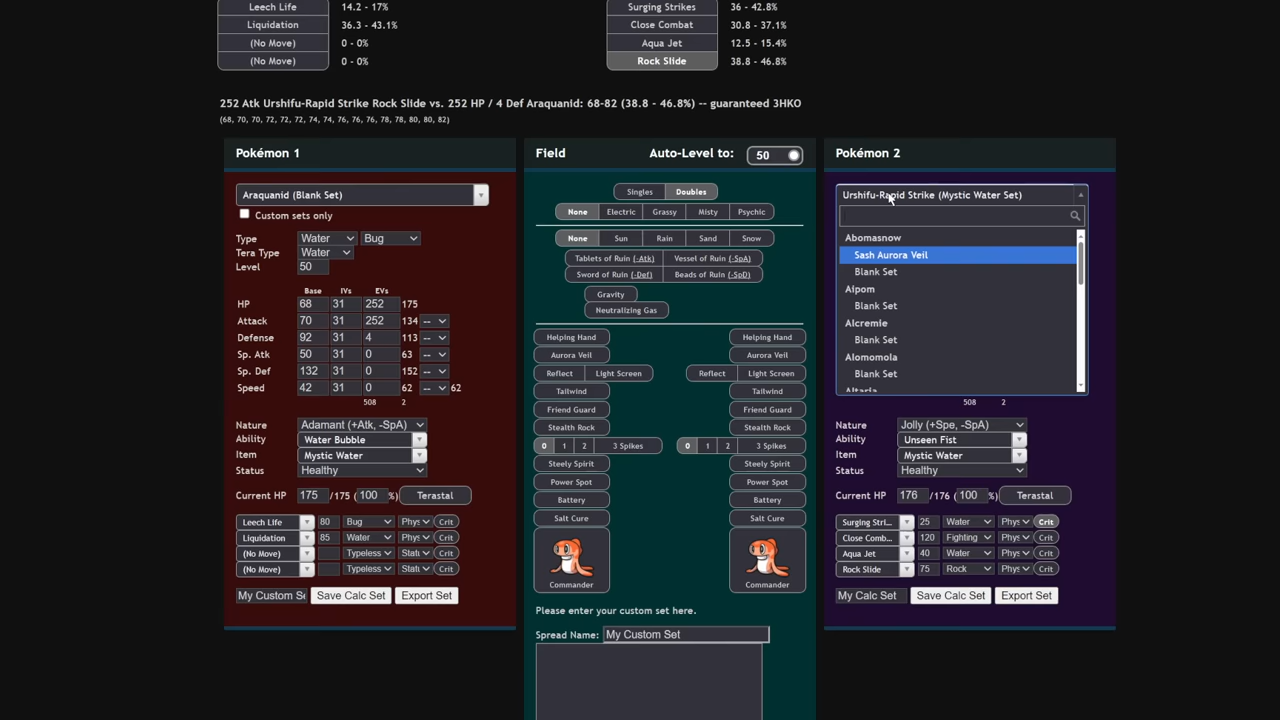 Leech Life 14.2 - 17% Surging Strikes 36 - 42.8%
Liquidation 36.3 - 43.1% Close Combat 30.8 - 37.1%
(No Move) 0 - 0% Aqua Jet 12.5 - 15.4%
(No Move) 0 - 0% Rock Slide 38.8 - 46.8%
252 Atk Urshifu-Rapid Strike Rock Slide vs. 252 HP / 4 Def Araquanid: 68-82 (38.8 - 46.8%) -- guaranteed 3HKO
(68, 70, 70, 72, 72, 72, 74, 74, 76, 76, 76, 78, 78, 80, 80, 82)
Pokémon 1
Araquanid (Blank Set)
Custom sets only
Type Water Bug
Tera Type Water
Level 50
Base IVs EVs
HP 68 31 252 175
Attack 70 31 252 134 --
Defense 92 31 4 113 --
Sp. Atk 50 31 0 63 --
Sp. Def 132 31 0 152 --
Speed 42 31 0 62 -- 62
508 2
Nature Adamant (+Atk, -SpA)
Ability Water Bubble
Item Mystic Water
Status Healthy
Current HP 175 /175 ( 100 %) Terastal
Leech Life 80 Bug Phys Crit
Liquidation 85 Water Phys Crit
(No Move) Typeless Stati Crit
(No Move) Typeless Stati Crit
My Custom Se Save Calc Set Export Set
Field Auto-Level to: 50
Singles Doubles
None Electric Grassy Misty Psychic
None Sun Rain Sand Snow
Tablets of Ruin (-Atk) Vessel of Ruin (-SpA)
Sword of Ruin (-Def) Beads of Ruin (-SpD)
Gravity
Neutralizing Gas
Helping Hand Helping Hand
Aurora Veil Aurora Veil
Reflect Light Screen Reflect Light Screen
Tailwind Tailwind
Friend Guard Friend Guard
Stealth Rock Stealth Rock
0 1 2 3 Spikes 0 1 2 3 Spikes
Steely Spirit Steely Spirit
Power Spot Power Spot
Battery Battery
Salt Cure Salt Cure
Commander Commander
Please enter your custom set here.
Spread Name: My Custom Set
Pokémon 2
Urshifu-Rapid Strike (Mystic Water Set)
Abomasnow
Sash Aurora Veil
Blank Set
Aipom
Blank Set
Alcremie
Blank Set
Alomomola
Blank Set
Altaria
508 2
Nature Jolly (+Spe, -SpA)
Ability Unseen Fist
Item Mystic Water
Status Healthy
Current HP 176 /176 ( 100 %) Terastal
Surging Stri... 25 Water Phys Crit
Close Comb... 120 Fighting Phys Crit
Aqua Jet 40 Water Phys Crit
Rock Slide 75 Rock Phys Crit
My Calc Set Save Calc Set Export Set